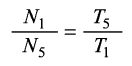 N₁/N₅ = T₅/T₁